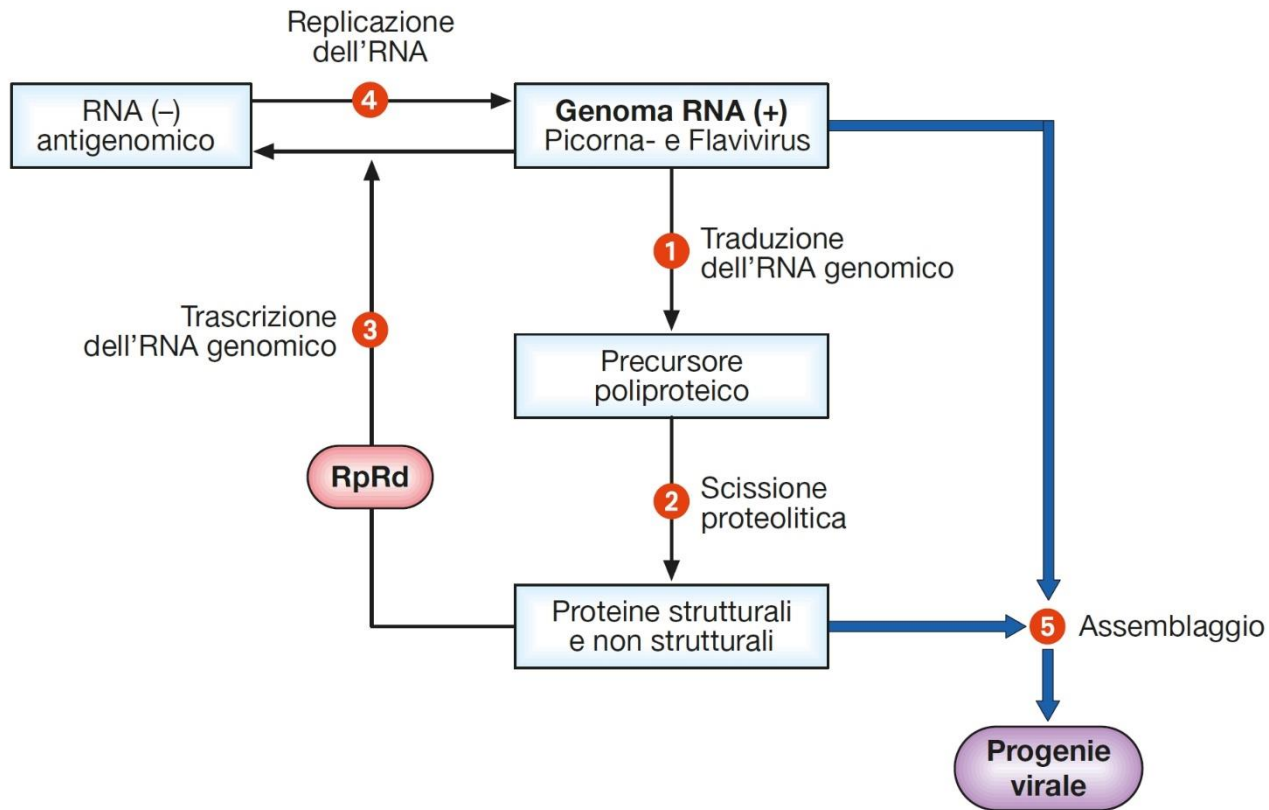 Replicazione
dell'RNA
4
RNA (–)
antigenomico
Genoma RNA (+)
Picorna- e Flavivirus
1
Traduzione
dell'RNA genomico
Trascrizione
dell'RNA genomico
3
Precursore
poliproteico
RpRd
2
Scissione
proteolitica
Proteine strutturali
e non strutturali
5
Assemblaggio
Progenie
virale